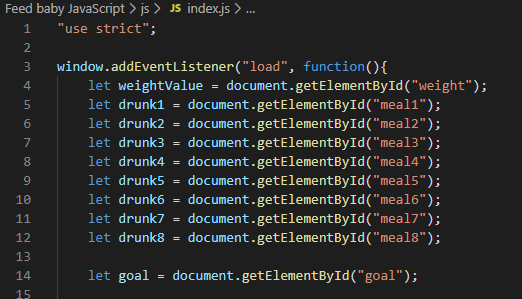 Feed baby JavaScript > js > JS index.js > ...
1 "use strict";
2
3 window.addEventListener("load", function(){
4 let weightValue = document.getElementById("weight");
5 let drunk1 = document.getElementById("meal1");
6 let drunk2 = document.getElementById("meal2");
7 let drunk3 = document.getElementById("meal3");
8 let drunk4 = document.getElementById("meal4");
9 let drunk5 = document.getElementById("meal5");
10 let drunk6 = document.getElementById("meal6");
11 let drunk7 = document.getElementById("meal7");
12 let drunk8 = document.getElementById("meal8");
13
14 let goal = document.getElementById("goal");
15